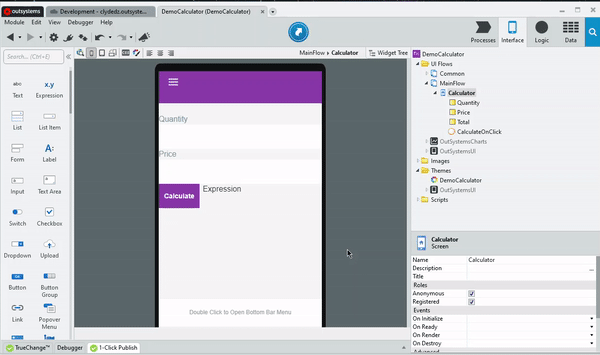 outsystems
Development - clydedz.outsyste...
DemoCalculator (DemoCalculator)
Module Edit View Debugger Help
Processes
Interface
Logic
Data
MainFlow ▸ Calculator
Widget Tree
Search... (Ctrl+E)
Text
Expression
List
List Item
Form
Label
Input
Text Area
Switch
Checkbox
Dropdown
Upload
Button
Button Group
Link
Popover Menu
Quantity
Price
Calculate
Expression
Double Click to Open Bottom Bar Menu
DemoCalculator
UI Flows
Common
MainFlow
Calculator
Quantity
Price
Total
CalculateOnClick
OutSystemsCharts
OutSystemsUI
Images
Themes
DemoCalculator
OutSystemsUI
Scripts
Calculator
Screen
Name Calculator
Description ...
Title
Roles
Anonymous
Registered
Events
On Initialize
On Ready
On Render
On Destroy
TrueChange™ Debugger 1-Click Publish